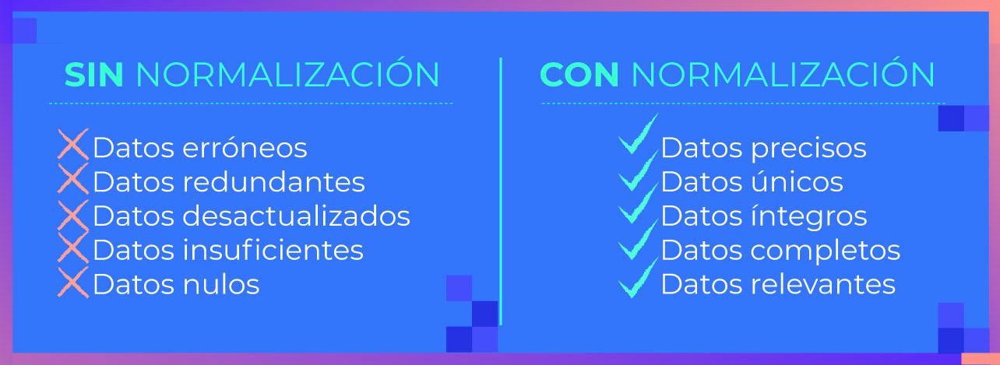 SIN NORMALIZACIÓN
Datos erróneos
Datos redundantes
Datos desactualizados
Datos insuficientes
Datos nulos
CON NORMALIZACIÓN
Datos precisos
Datos únicos
Datos íntegros
Datos completos
Datos relevantes